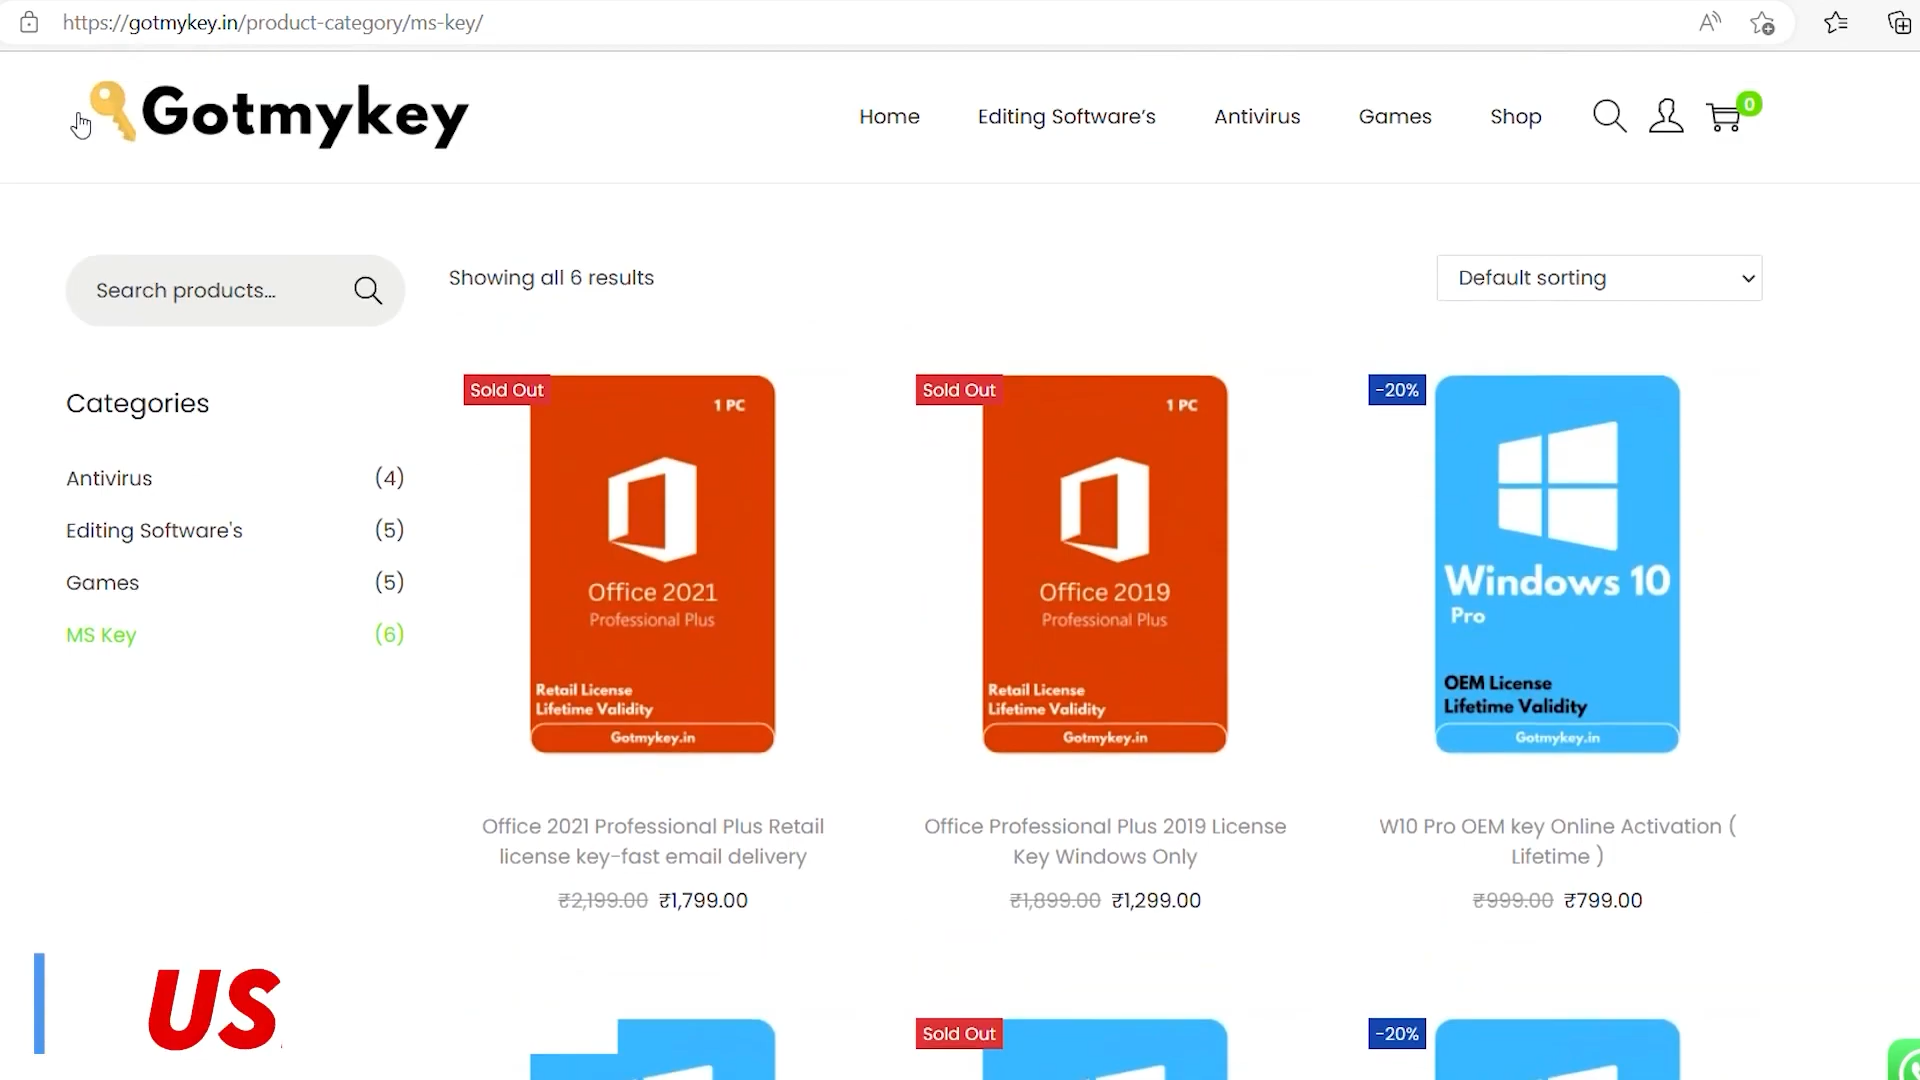 https://gotmykey.in/product-category/ms-key/
Gotmykey
Home
Editing Software's
Antivirus
Games
Shop
0
Search products...
Showing all 6 results
Default sorting
Categories
Antivirus (4)
Editing Software's (5)
Games (5)
MS Key (6)
Sold Out
1 PC
Office 2021
Professional Plus
Retail License
Lifetime Validity
Gotmykey.in
Office 2021 Professional Plus Retail
license key-fast email delivery
₹2,199.00 ₹1,799.00
Sold Out
1 PC
Office 2019
Professional Plus
Retail License
Lifetime Validity
Gotmykey.in
Office Professional Plus 2019 License
Key Windows Only
₹1,899.00 ₹1,299.00
-20%
Windows 10
Pro
OEM License
Lifetime Validity
Gotmykey.in
W10 Pro OEM key Online Activation (
Lifetime )
₹999.00 ₹799.00
US
Sold Out
-20%